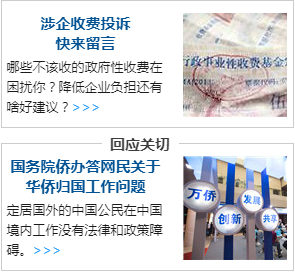 涉企收费投诉
快来留言
哪些不该收的政府性收费在
困扰你？降低企业负担还有
啥好建议？>>>
行政事业性收费基金
回应关切
国务院侨办答网民关于
华侨归国工作问题
定居国外的中国公民在中国
境内工作没有法律和政策障
碍。>>>
万侨
创新
发展
共享